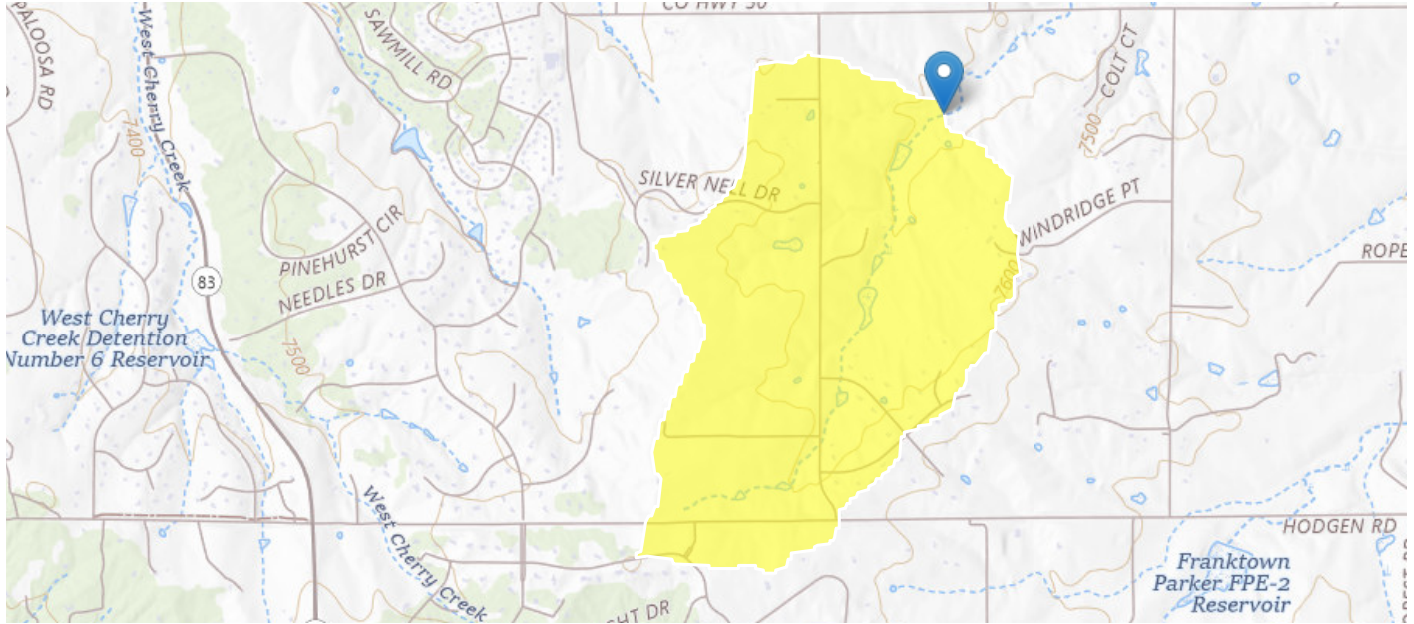 PALOOSA RD
West Cherry Creek
SAWMILL RD
CO HWY 50
COLT CT
7400
7500
SILVER NELL DR
WINDRIDGE PT
PINEHURST CIR
NEEDLES DR
83
7600
ROPE
West Cherry
Creek Detention
Number 6 Reservoir
7500
West Cherry Creek
HODGEN RD
Franktown
Parker FPE-2
Reservoir
GHT DR